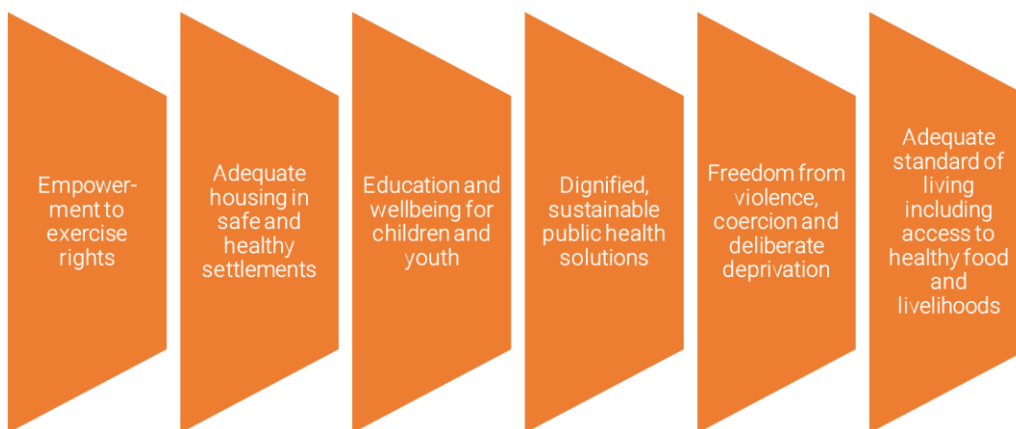 Empower-
ment to
exercise
rights
Adequate
housing in
safe and
healthy
settlements
Education and
wellbeing for
children and
youth
Dignified,
sustainable
public health
solutions
Freedom from
violence,
coercion and
deliberate
deprivation
Adequate
standard of
living
including
access to
healthy food
and
livelihoods